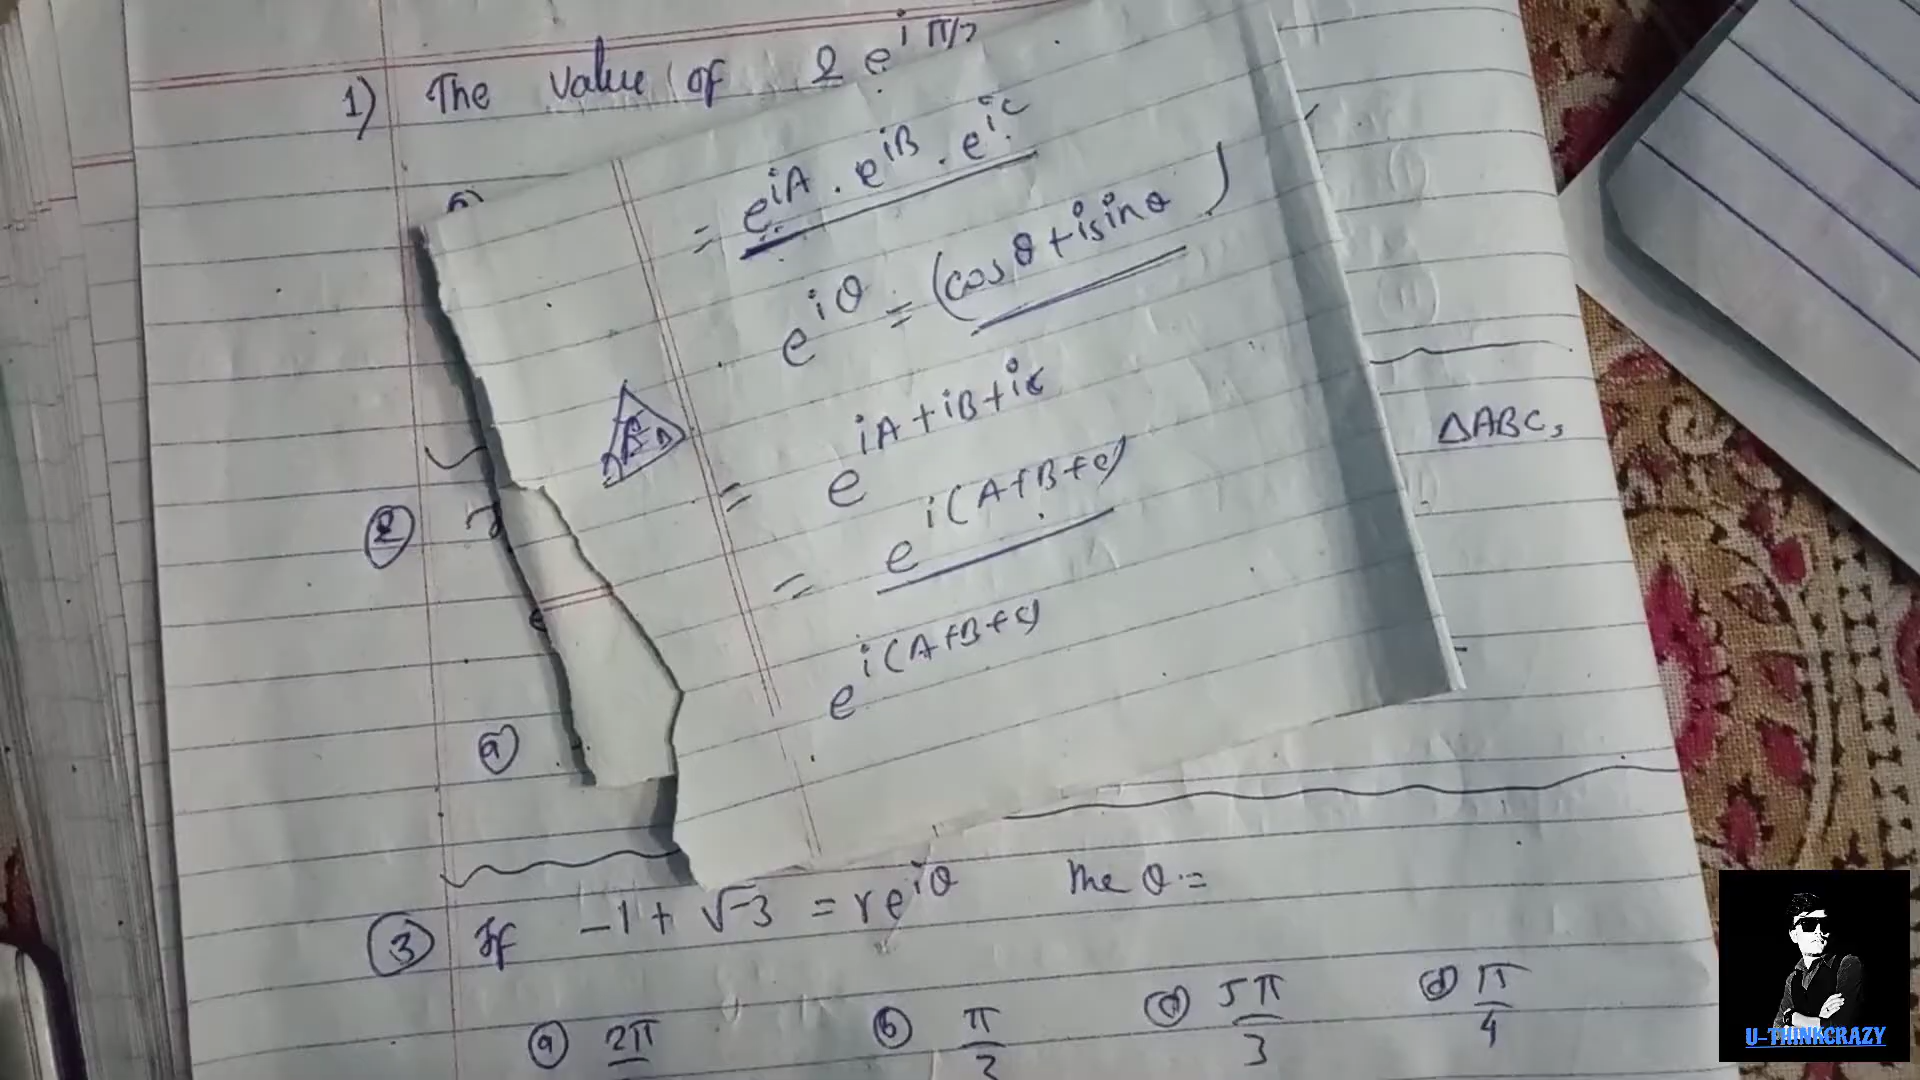 1) The value of 2 e^{iπ/2}
= e^{iA} . e^{iB} . e^{ic}
e^{iθ} = (cosθ + isinθ)
= e^{iA+iB+ic}
ΔABC,
= e^{i(A+B+c)}
②
e^{i(A+B+c)}
ⓐ
③ If -1 + √-3 = re^{iθ} the θ =
ⓐ 2π ⓑ π/3 5π/3 ⓓ π/4
U-THINKCRAZY